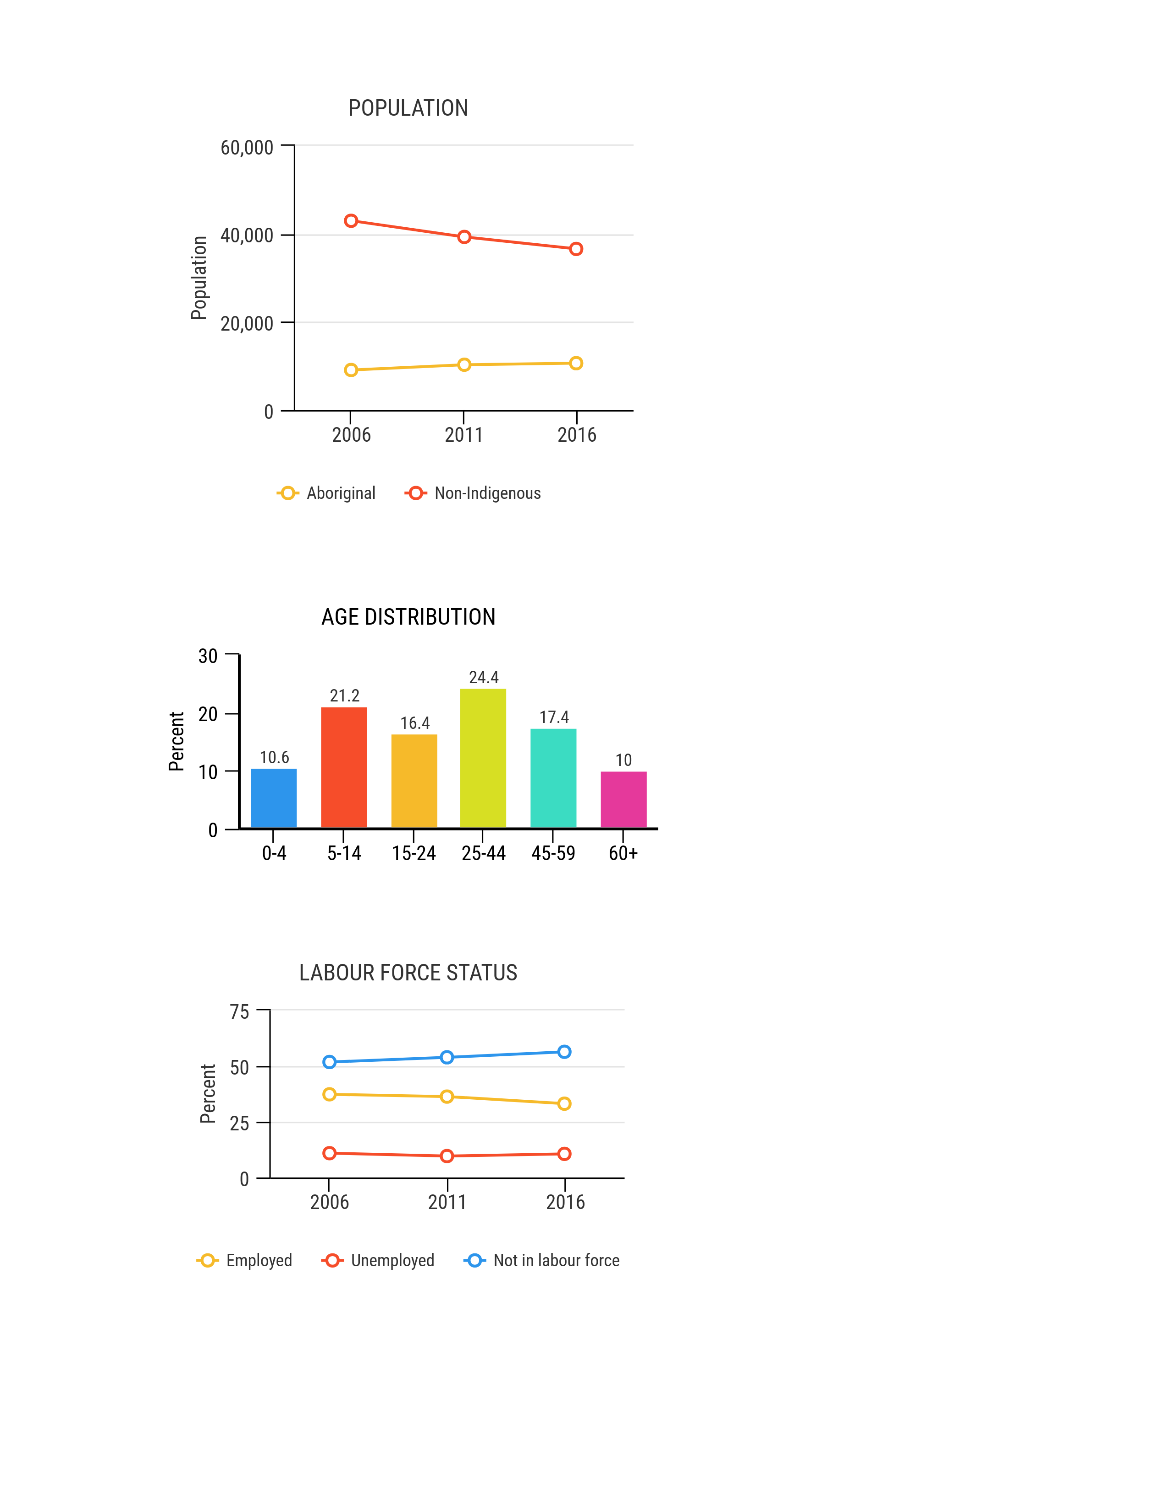 POPULATION
60,000
40,000
20,000
0
Population
2006 2011 2016
Aboriginal Non-Indigenous
AGE DISTRIBUTION
30
20
10
0
Percent
10.6 21.2 16.4 24.4 17.4 10
0-4 5-14 15-24 25-44 45-59 60+
LABOUR FORCE STATUS
75
50
25
0
Percent
2006 2011 2016
Employed Unemployed Not in labour force